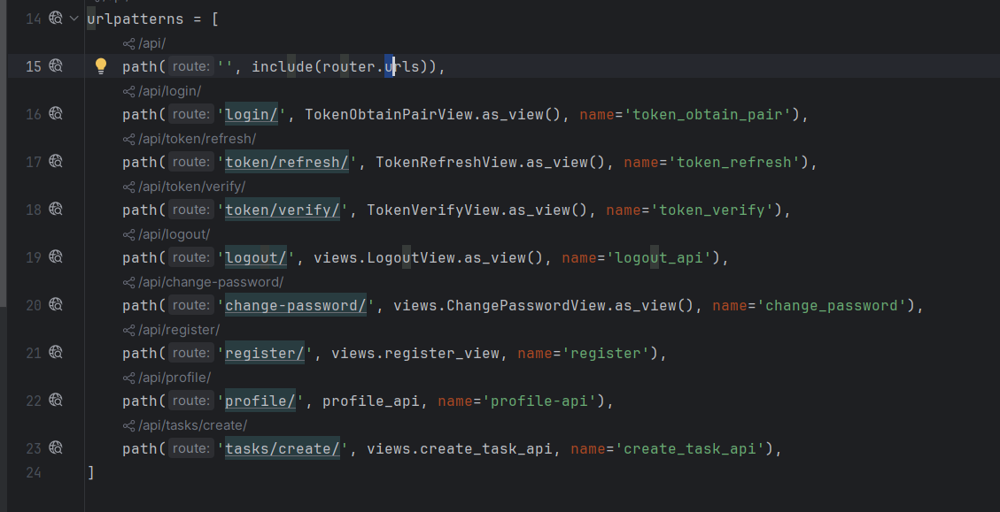 14 urlpatterns = [
/api/
15 path( route: '', include(router.urls)),
/api/login/
16 path( route: 'login/', TokenObtainPairView.as_view(), name='token_obtain_pair'),
/api/token/refresh/
17 path( route: 'token/refresh/', TokenRefreshView.as_view(), name='token_refresh'),
/api/token/verify/
18 path( route: 'token/verify/', TokenVerifyView.as_view(), name='token_verify'),
/api/logout/
19 path( route: 'logout/', views.LogoutView.as_view(), name='logout_api'),
/api/change-password/
20 path( route: 'change-password/', views.ChangePasswordView.as_view(), name='change_password'),
/api/register/
21 path( route: 'register/', views.register_view, name='register'),
/api/profile/
22 path( route: 'profile/', profile_api, name='profile-api'),
/api/tasks/create/
23 path( route: 'tasks/create/', views.create_task_api, name='create_task_api'),
24 ]